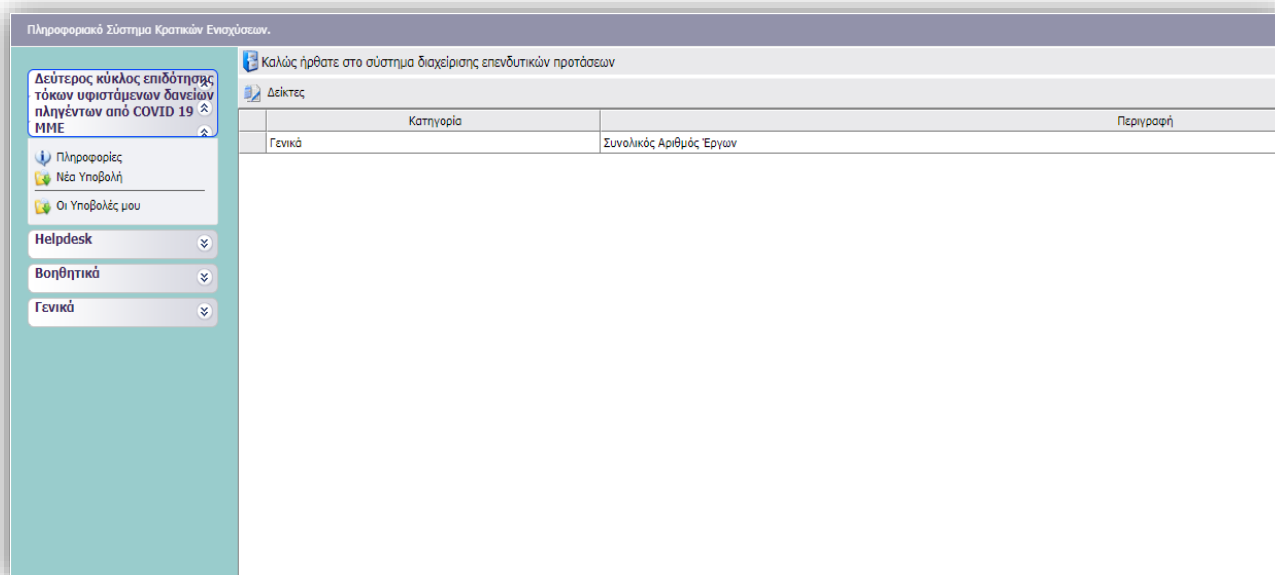 Πληροφοριακό Σύστημα Κρατικών Ενισχύσεων.
Δεύτερος κύκλος επιδότησης
τόκων υφιστάμενων δανείων
πληγέντων από COVID 19
ΜΜΕ
Πληροφορίες
Νέα Υποβολή
Οι Υποβολές μου
Helpdesk
Βοηθητικά
Γενικά
Καλώς ήρθατε στο σύστημα διαχείρισης επενδυτικών προτάσεων
Δείκτες
Κατηγορία Περιγραφή
Γενικά Συνολικός Αριθμός Έργων